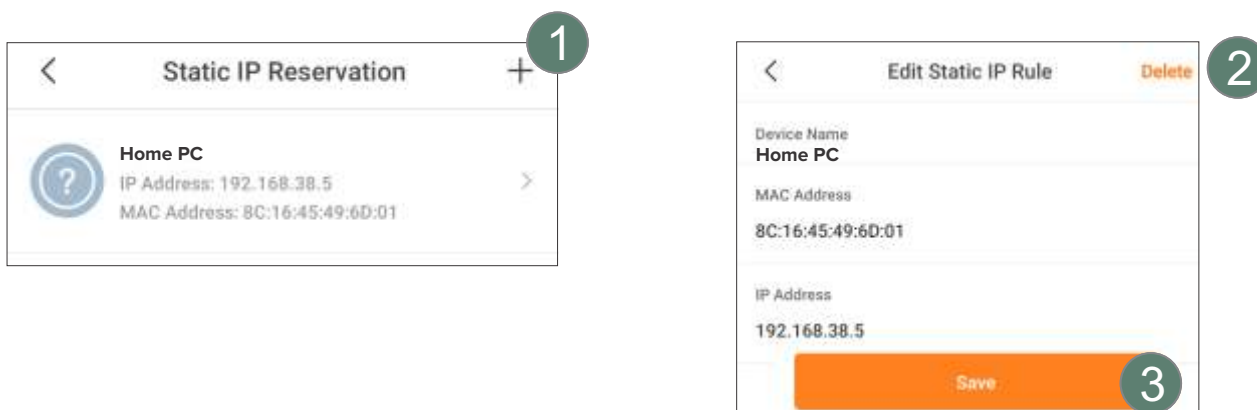 1
Static IP Reservation +
Home PC
IP Address: 192.168.38.5
MAC Address: 8C:16:45:49:6D:01
Edit Static IP Rule Delete
2
Device Name
Home PC
MAC Address
8C:16:45:49:6D:01
IP Address
192.168.38.5
Save
3